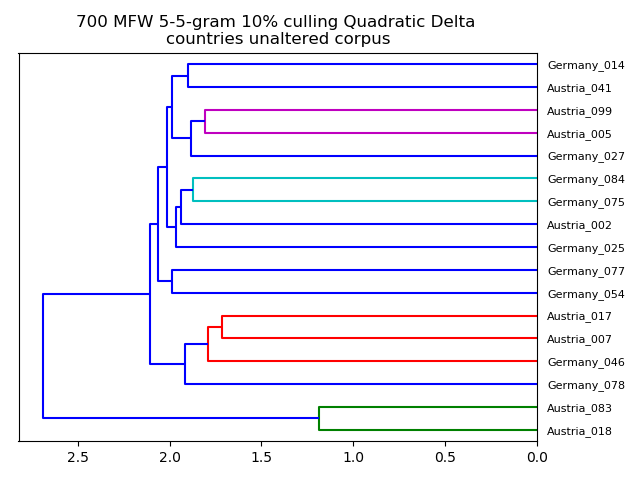 700 MFW 5-5-gram 10% culling Quadratic Delta
countries unaltered corpus
Germany_014
Austria_041
Austria_099
Austria_005
Germany_027
Germany_084
Germany_075
Austria_002
Germany_025
Germany_077
Germany_054
Austria_017
Austria_007
Germany_046
Germany_078
Austria_083
Austria_018
2.5 2.0 1.5 1.0 0.5 0.0